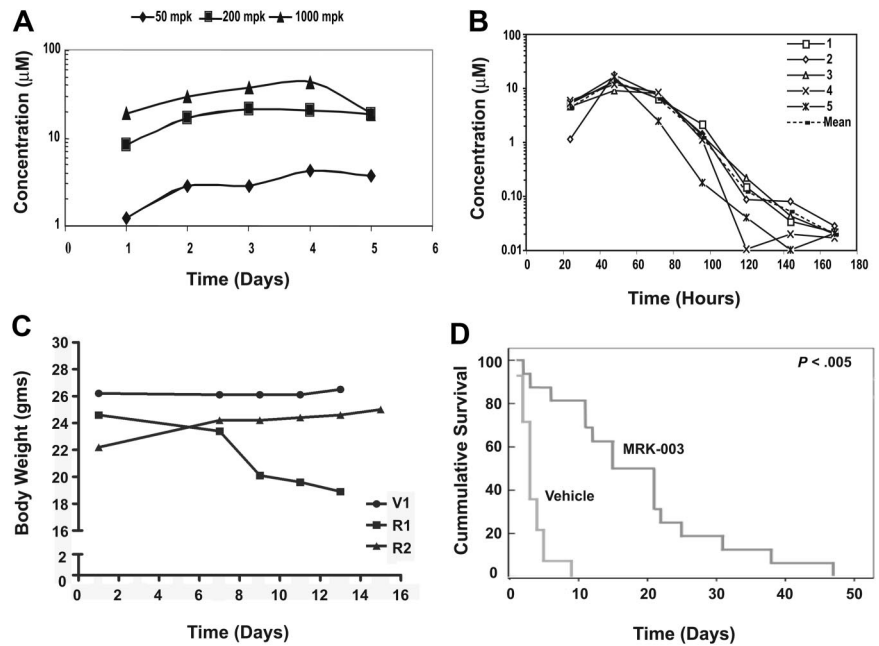 A
50 mpk 200 mpk 1000 mpk
Concentration (μM)
100
10
1
0 1 2 3 4 5 6
Time (Days)
B
1
2
3
4
5
Mean
Concentration (μM)
100
10
1
0.10
0.01
0 20 40 60 80 100 120 140 160 180
Time (Hours)
C
Body Weight (gms)
30
28
26
24
22
20
18
16
2
0
0 2 4 6 8 10 12 14 16
V1
R1
R2
Time (Days)
D
P < .005
Cummulative Survival
100
80
60
40
20
0
MRK-003
Vehicle
0 10 20 30 40 50
Time (Days)